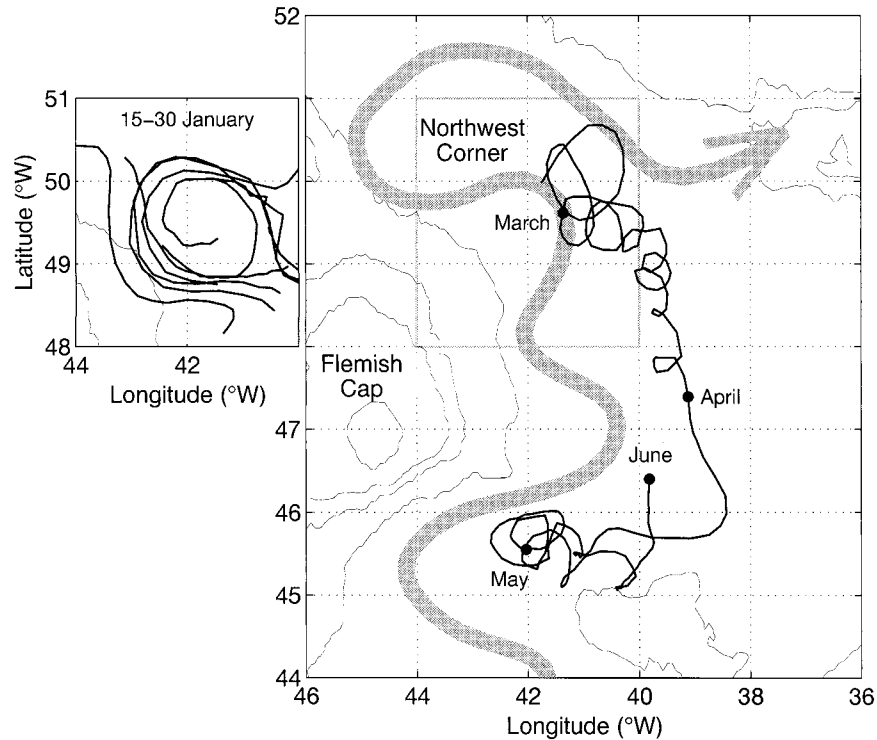 52
51
50
49
48
47
46
45
44
15–30 January
Latitude (°W)
44
42
Longitude (°W)
Northwest
Corner
March
Flemish
Cap
April
June
May
46
44
42
40
38
36
Longitude (°W)